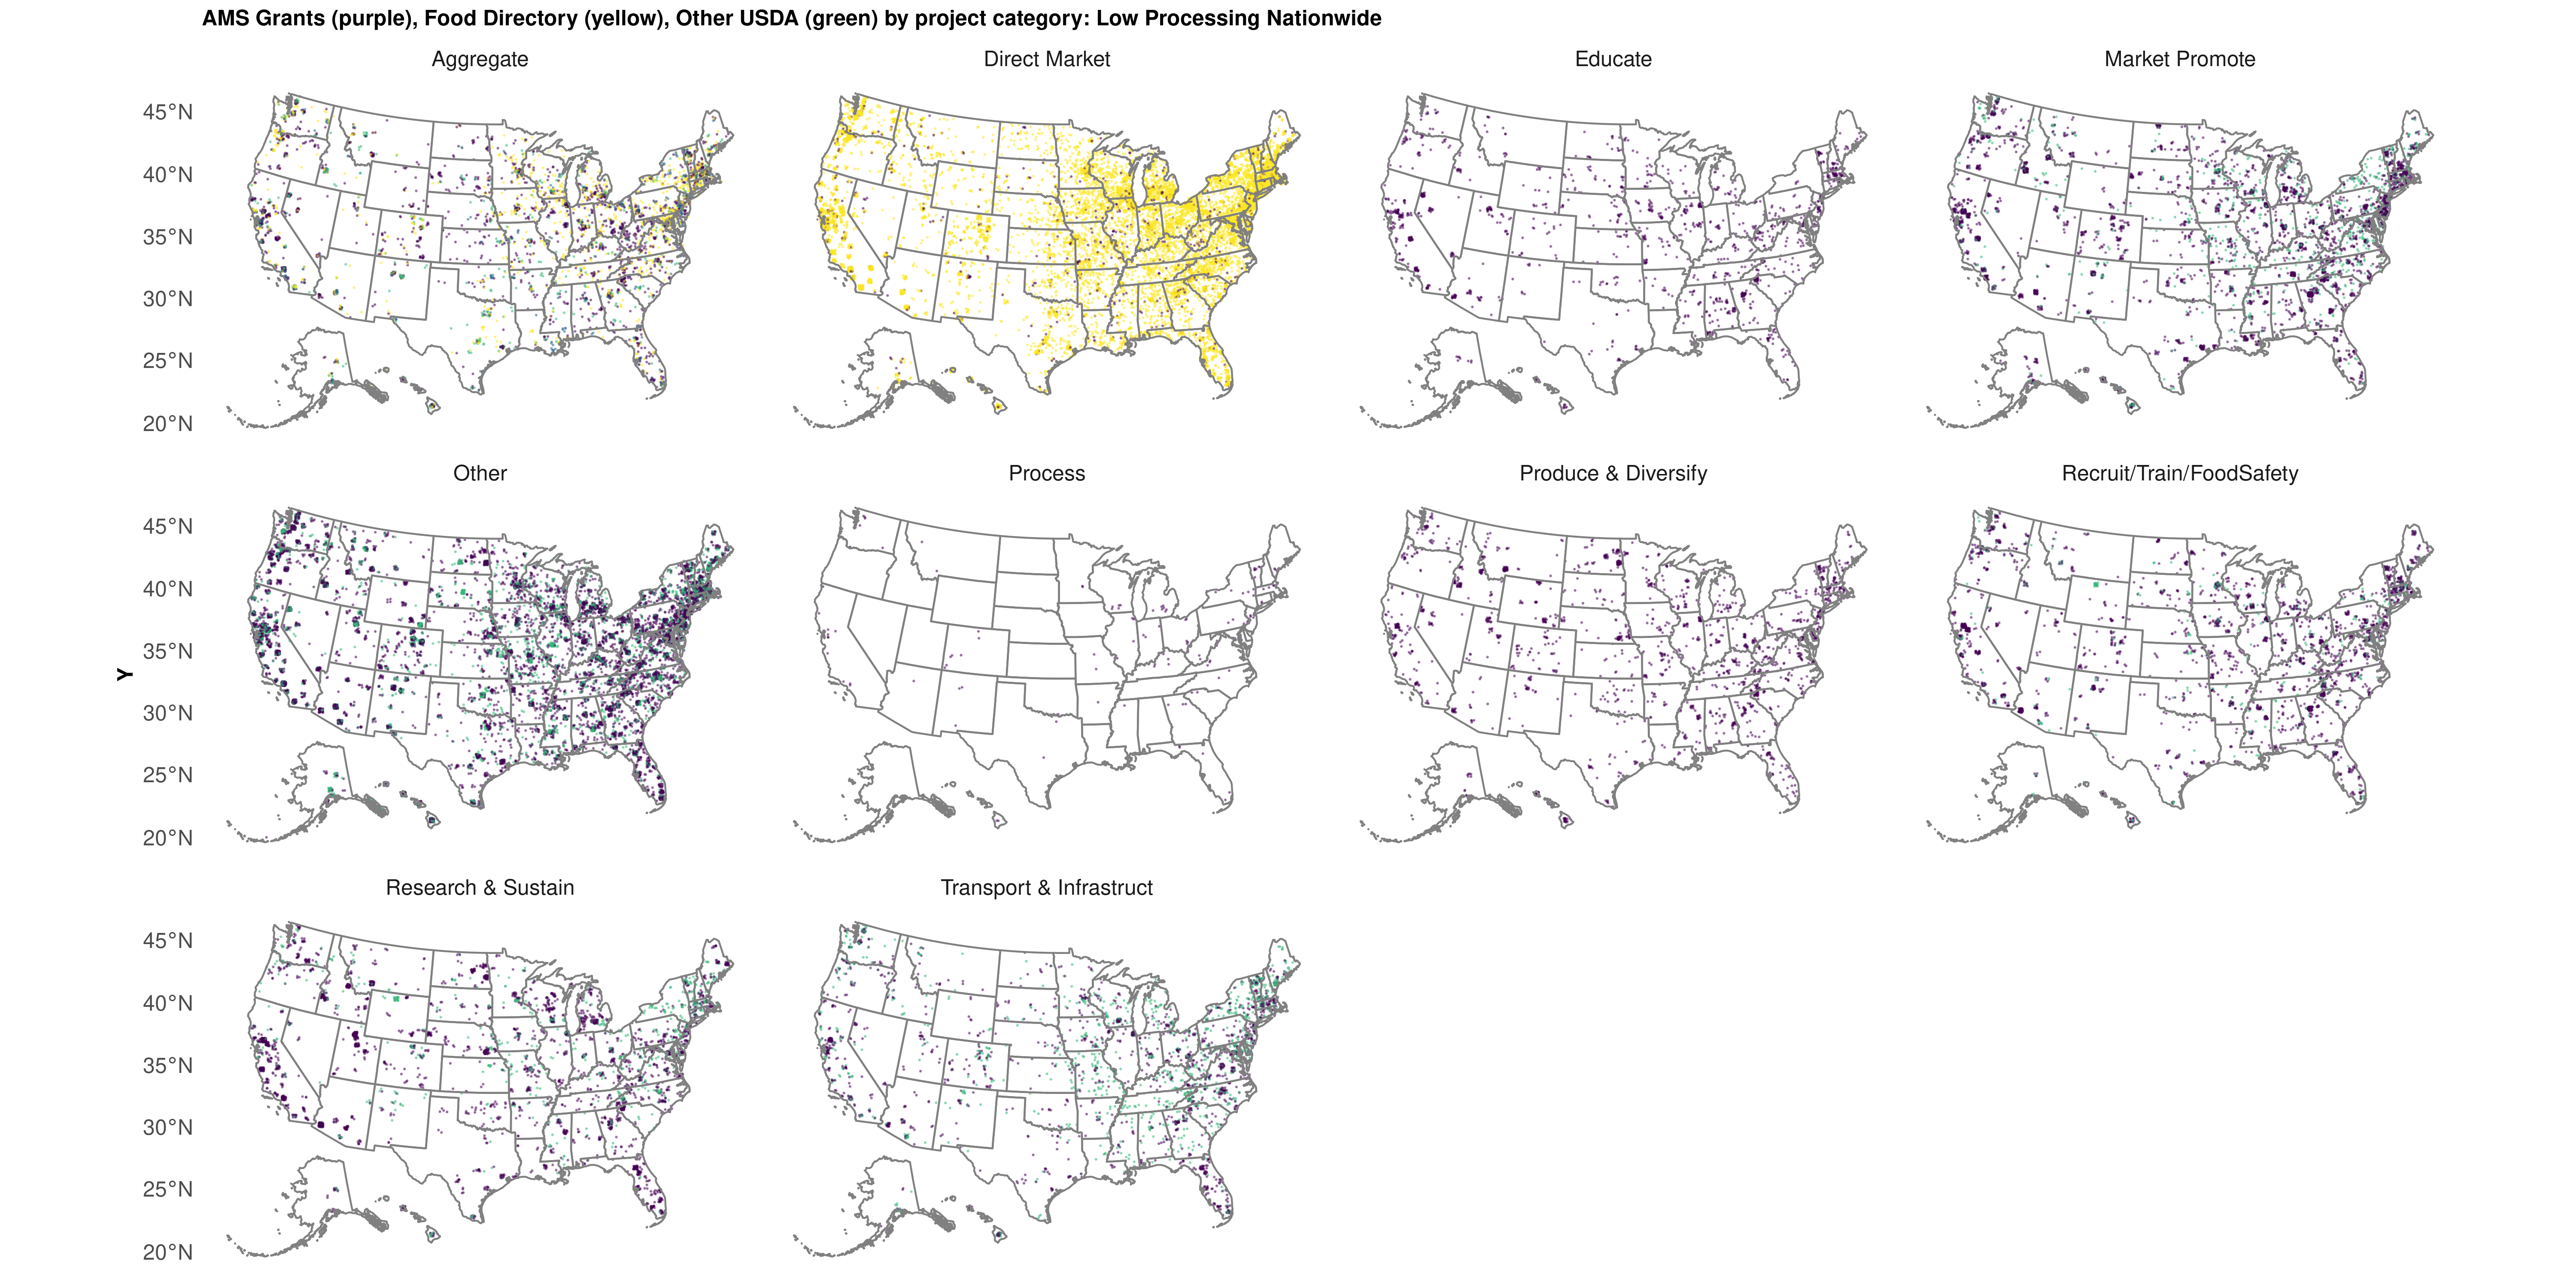 AMS Grants (purple), Food Directory (yellow), Other USDA (green) by project category: Low Processing Nationwide
Aggregate
Direct Market
Educate
Market Promote
45°N
40°N
35°N
30°N
25°N
20°N
Other
Process
Produce & Diversify
Recruit/Train/FoodSafety
45°N
40°N
35°N
30°N
25°N
20°N
Y
Research & Sustain
Transport & Infrastruct
45°N
40°N
35°N
30°N
25°N
20°N